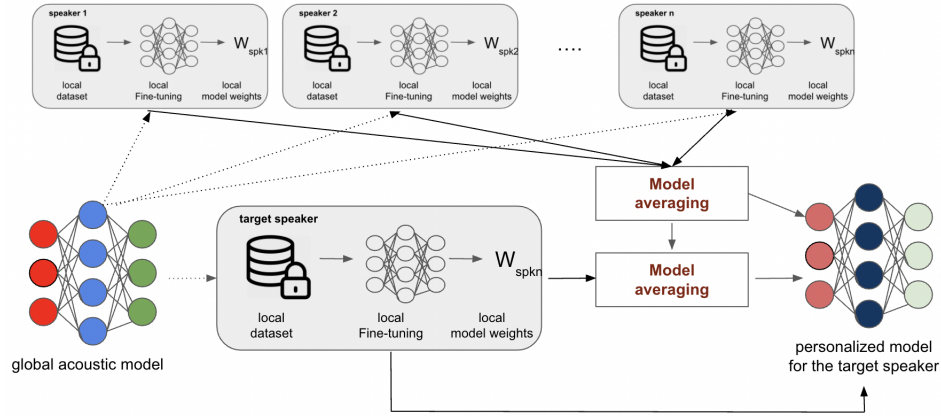 speaker 1
W spk1
local dataset
local Fine-tuning
local model weights
speaker 2
W spk2
local dataset
local Fine-tuning
local model weights
....
speaker n
W spkn
local dataset
local Fine-tuning
local model weights
Model
averaging
target speaker
W spkn
local dataset
local Fine-tuning
local model weights
Model
averaging
global acoustic model
personalized model
for the target speaker